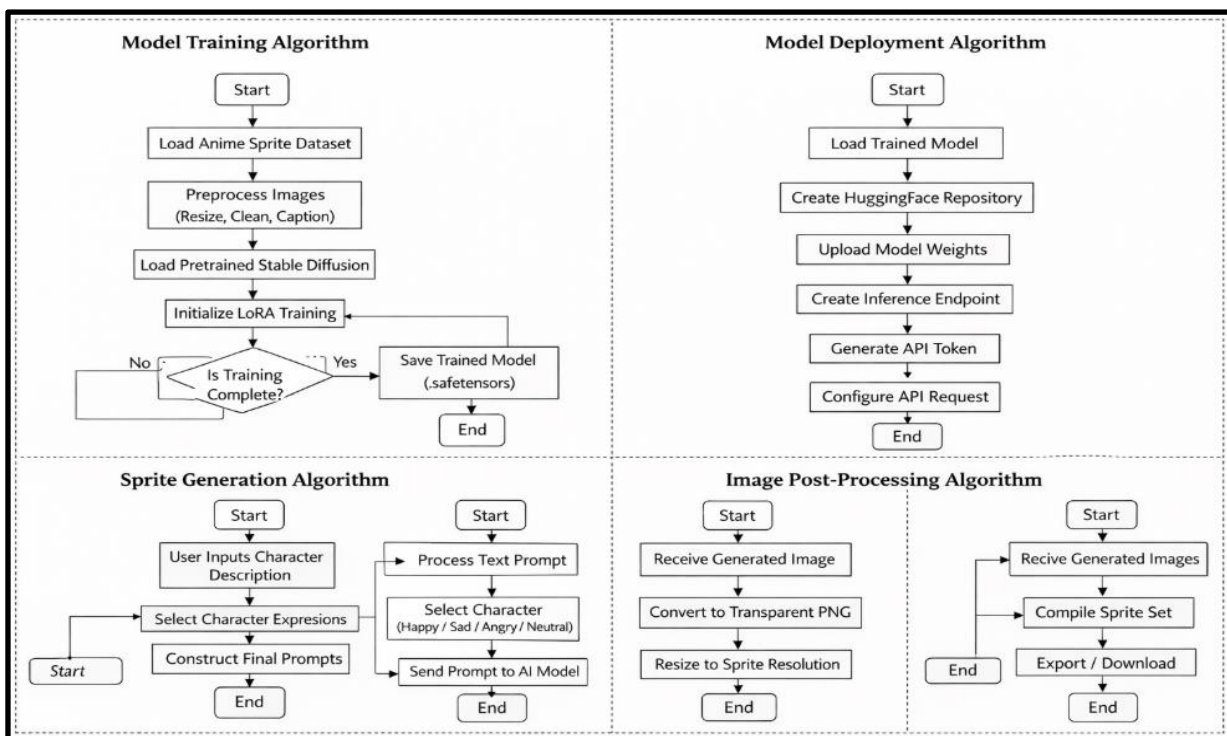 Model Training Algorithm
Start
Load Anime Sprite Dataset
Preprocess Images
(Resize, Clean, Caption)
Load Pretrained Stable Diffusion
Initialize LoRA Training
No
Yes
Is Training
Complete?
Save Trained Model
(.safetensors)
End
Model Deployment Algorithm
Start
Load Trained Model
Create HuggingFace Repository
Upload Model Weights
Create Inference Endpoint
Generate API Token
Configure API Request
End
Sprite Generation Algorithm
Start
User Inputs Character
Description
Select Character Expresions
Start
Construct Final Prompts
End
Start
Process Text Prompt
Select Character
(Happy / Sad / Angry / Neutral)
Send Prompt to AI Model
End
Image Post-Processing Algorithm
Start
Receive Generated Image
Convert to Transparent PNG
Resize to Sprite Resolution
End
Start
Recive Generated Images
Compile Sprite Set
End
Export / Download
End